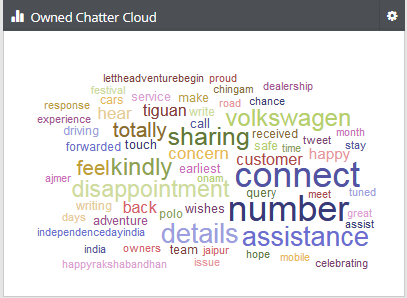 Owned Chatter Cloud
lettheadventurebegin proud
festival chingam dealership
cars service make
response road chance
hear tiguan write volkswagen
experience call
driving totally sharing received tweet month
forwarded touch safe time stay
concern customer happy
feel kindly earliest connect
ajmer onam
disappointment query meet tuned
writing back wishes number great
days adventure polo assist
independencedayindia details assistance
india owners team jaipur hope mobile
happyrakshabandhan issue celebrating